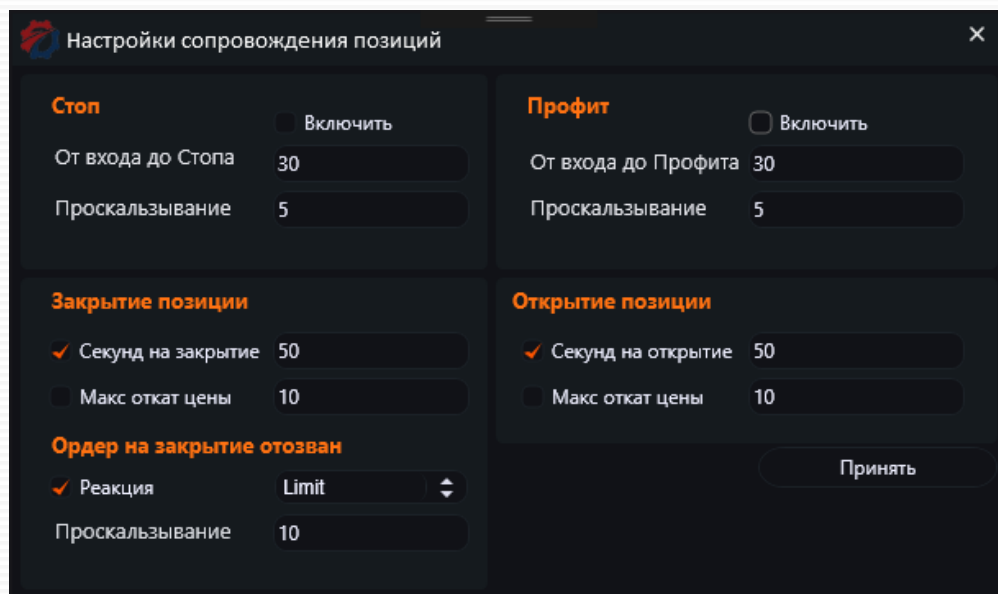 Настройки сопровождения позиций
Стоп
Включить
От входа до Стопа 30
Проскальзывание 5
Профит
Включить
От входа до Профита 30
Проскальзывание 5
Закрытие позиции
Секунд на закрытие 50
Макс откат цены 10
Ордер на закрытие отозван
Реакция Limit
Проскальзывание 10
Открытие позиции
Секунд на открытие 50
Макс откат цены 10
Принять